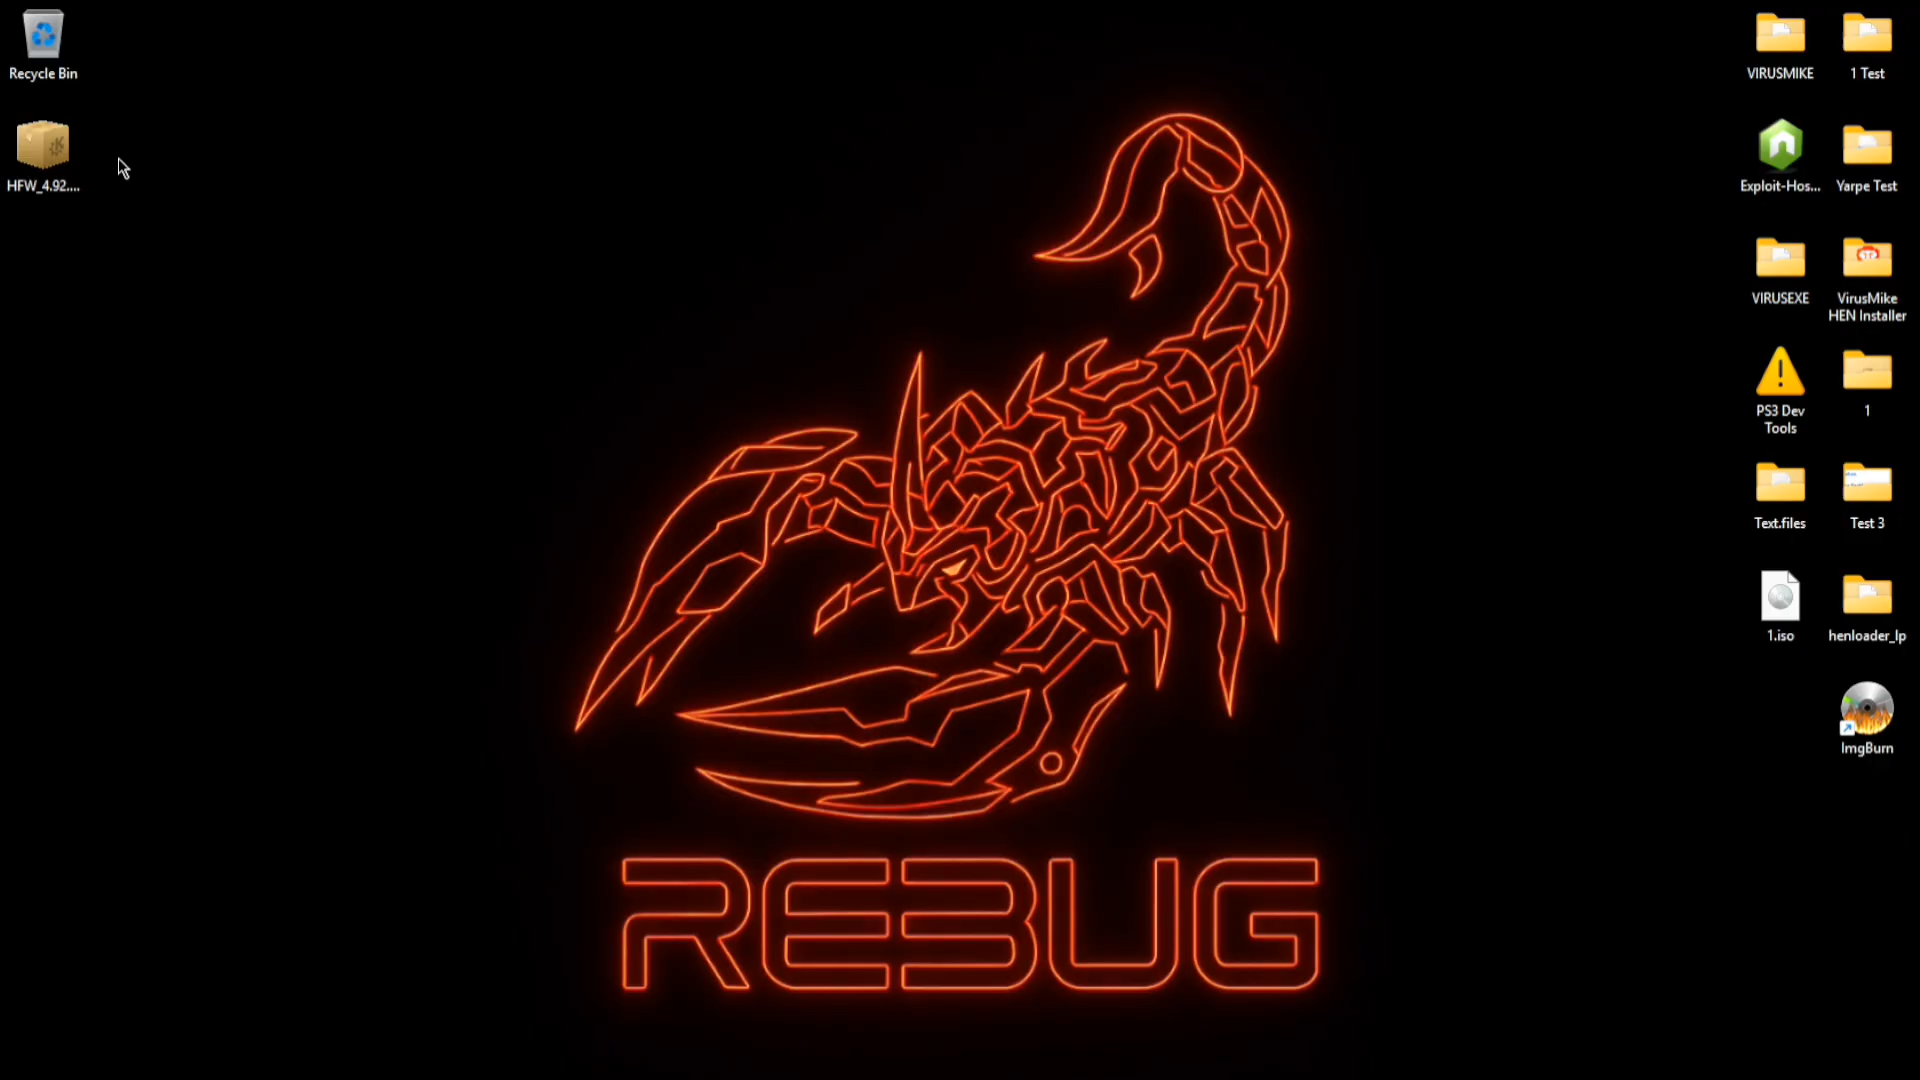 Recycle Bin
HFW_4.92....
VIRUSMIKE
1 Test
Exploit-Hos...
Yarpe Test
VIRUSEXE
VirusMike
HEN Installer
PS3 Dev
Tools
1
Text.files
Test 3
1.iso
henloader_lp
ImgBurn
REBUG